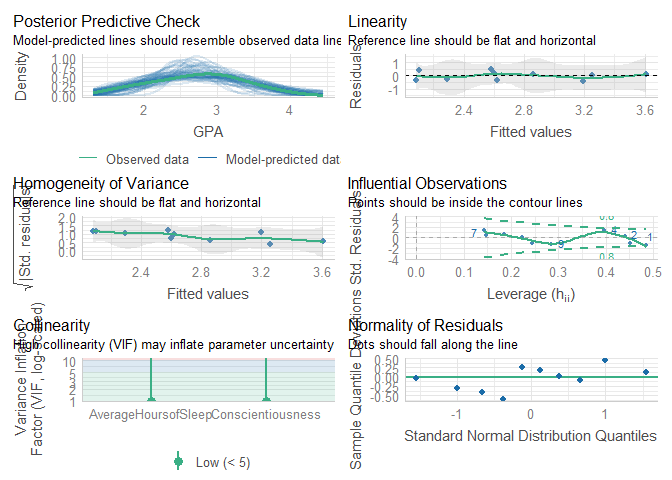 Posterior Predictive Check
Model-predicted lines should resemble observed data line
Density
1.00
0.75
0.50
0.25
0.00
2
3
4
GPA
Observed data
Model-predicted dat
Linearity
Reference line should be flat and horizontal
Residuals
1
0
-1
2.4
2.8
3.2
3.6
Fitted values
Homogeneity of Variance
Reference line should be flat and horizontal
√|Std. residuals|
2.0
1.5
1.0
0.5
0.0
2.4
2.8
3.2
3.6
Fitted values
Influential Observations
Points should be inside the contour lines
Std. Residuals
4
2
0
-2
-4
0.8
7
9
4
2
1
0.8
0.0
0.1
0.2
0.3
0.4
0.5
Leverage (hii)
Collinearity
High collinearity (VIF) may inflate parameter uncertainty
Variance Inflation
Factor (VIF, log-scaled)
10
5
3
2
1
AverageHoursofSleep
Conscientiousness
Low (< 5)
Normality of Residuals
Dots should fall along the line
Sample Quantile Deviations
0.50
0.25
0.00
-0.25
-0.50
-1
0
1
Standard Normal Distribution Quantiles